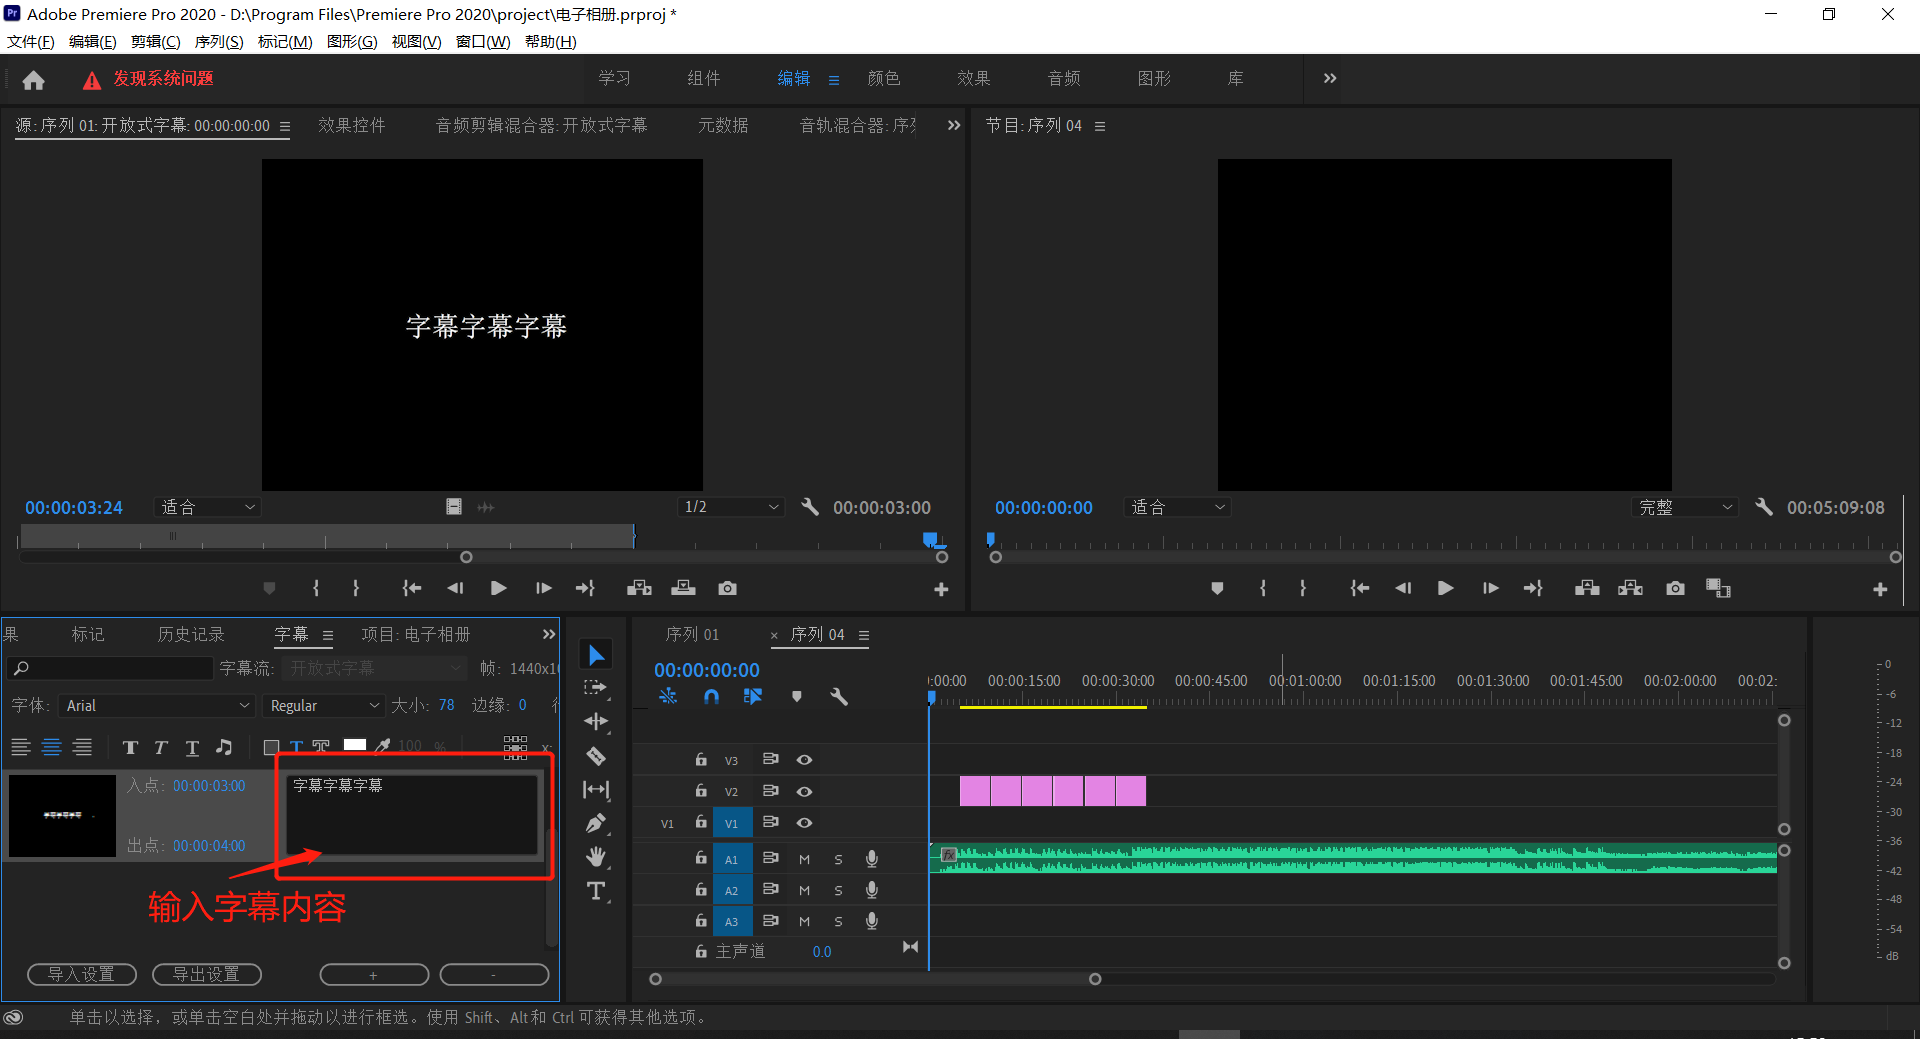 Pr Adobe Premiere Pro 2020 - D:\Program Files\Premiere Pro 2020\project\电子相册.prproj *
文件(F) 编辑(E) 剪辑(C) 序列(S) 标记(M) 图形(G) 视图(V) 窗口(W) 帮助(H)
发现系统问题 学习 组件 编辑 颜色 效果 音频 图形 库
源: 序列 01: 开放式字幕: 00:00:00:00 效果控件 音频剪辑混合器: 开放式字幕 元数据 音轨混合器: 序列
节目: 序列 04
字幕字幕字幕
00:00:03:24 适合 1/2 00:00:03:00
00:00:00:00 适合 完整 00:05:09:08
果 标记 历史记录 字幕 项目: 电子相册
字幕流: 开放式字幕 帧: 1440x1
字体: Arial Regular 大小: 78 边缘: 0
T T T T 100 % x:
入点: 00:00:03:00
字幕字幕字幕
出点: 00:00:04:00
输入字幕内容
导入设置 导出设置 + -
T
序列 01 × 序列 04
00:00:00:00
:00:00 00:00:15:00 00:00:30:00 00:00:45:00 00:01:00:00 00:01:15:00 00:01:30:00 00:01:45:00 00:02:00:00 00:02:
V3
V2
V1 V1
A1 M S fx
A2 M S
A3 M S
主声道 0.0
0
-6
-12
-18
-24
-30
-36
-42
-48
-54
dB
单击以选择，或单击空白处并拖动以进行框选。使用 Shift、Alt 和 Ctrl 可获得其他选项。